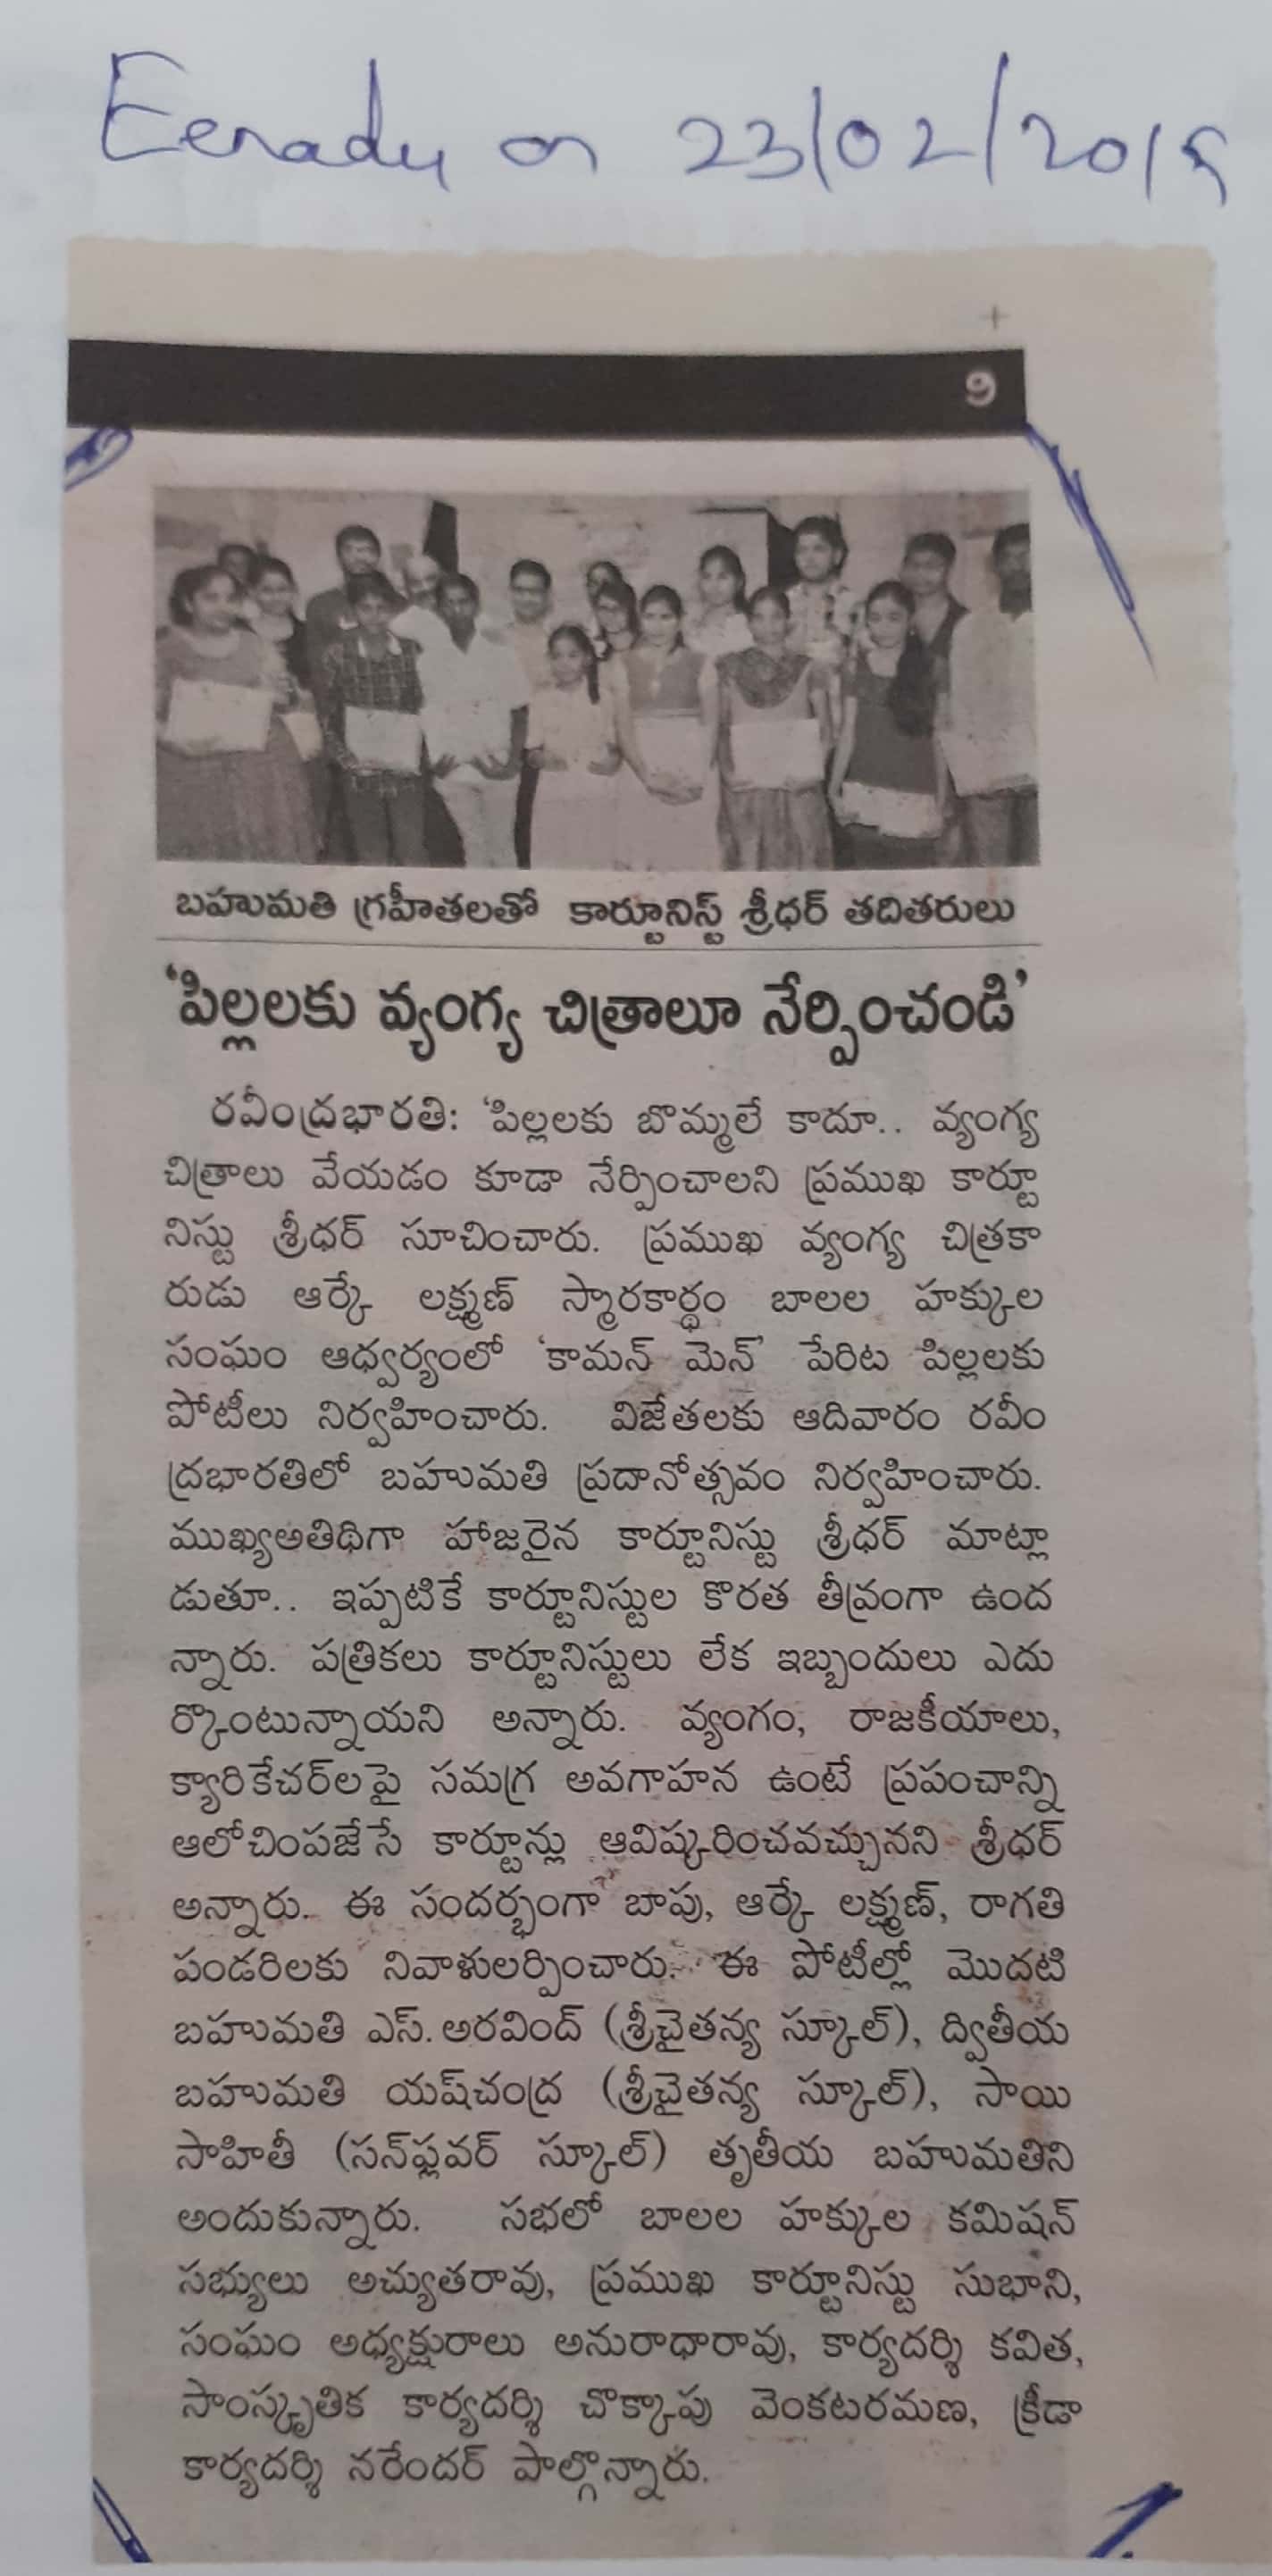 Eenadu on 23/02/2015
9
బహుమతి గ్రహీతలతో కార్టూనిస్ట్ శ్రీధర్ తదితరులు
'పిల్లలకు వ్యంగ్య చిత్రాలూ నేర్పించండి'
రవీంద్రభారతి: 'పిల్లలకు బొమ్మలే కాదూ.. వ్యంగ్య
చిత్రాలు వేయడం కూడా నేర్పించాలని ప్రముఖ కార్టూ
నిస్టు శ్రీధర్ సూచించారు. ప్రముఖ వ్యంగ్య చిత్రకా
రుడు ఆర్కే లక్ష్మణ్ స్మారకార్థం బాలల హక్కుల
సంఘం ఆధ్వర్యంలో 'కామన్ మెన్' పేరిట పిల్లలకు
పోటీలు నిర్వహించారు. విజేతలకు ఆదివారం రవీం
ద్రభారతిలో బహుమతి ప్రదానోత్సవం నిర్వహించారు.
ముఖ్యఅతిథిగా హాజరైన కార్టూనిస్టు శ్రీధర్ మాట్లా
డుతూ.. ఇప్పటికే కార్టూనిస్టుల కొరత తీవ్రంగా ఉంద
న్నారు. పత్రికలు కార్టూనిస్టులు లేక ఇబ్బందులు ఎదు
ర్కొంటున్నాయని అన్నారు. వ్యంగం, రాజకీయాలు,
క్యారికేచర్‌లపై సమగ్ర అవగాహన ఉంటే ప్రపంచాన్ని
ఆలోచింపజేసే కార్టూన్లు ఆవిష్కరించవచ్చునని శ్రీధర్
అన్నారు. ఈ సందర్భంగా బాపు, ఆర్కే లక్ష్మణ్, రాగతి
పండరిలకు నివాళులర్పించారు. ఈ పోటీల్లో మొదటి
బహుమతి ఎస్. అరవింద్ (శ్రీచైతన్య స్కూల్), ద్వితీయ
బహుమతి యష్‌చంద్ర (శ్రీచైతన్య స్కూల్), సాయి
సాహితీ (సన్‌ఫ్లవర్ స్కూల్) తృతీయ బహుమతిని
అందుకున్నారు. సభలో బాలల హక్కుల కమిషన్
సభ్యులు అచ్యుతరావు, ప్రముఖ కార్టూనిస్టు సుభాని,
సంఘం అధ్యక్షురాలు అనురాధారావు, కార్యదర్శి కవిత,
సాంస్కృతిక కార్యదర్శి చొక్కాపు వెంకటరమణ, క్రీడా
కార్యదర్శి నరేందర్ పాల్గొన్నారు.